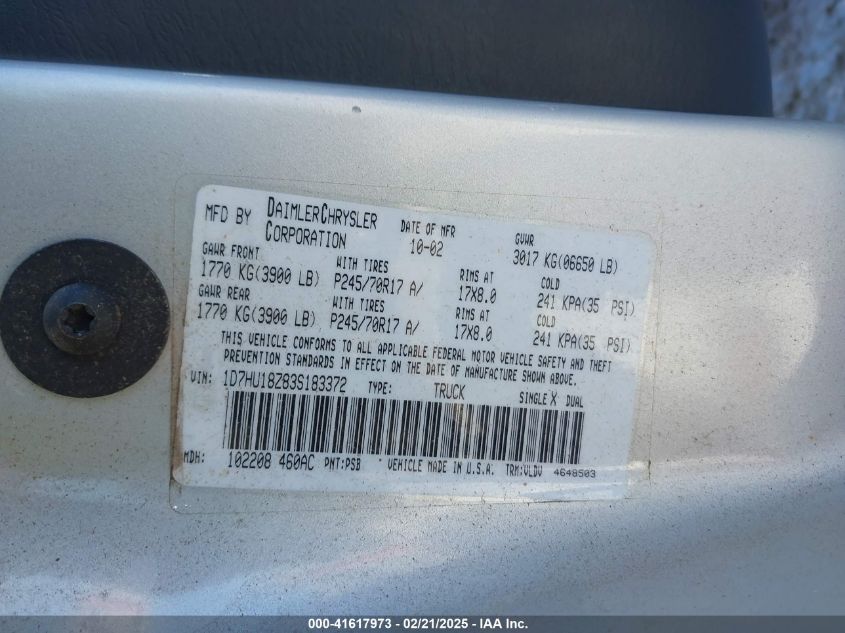 MFD BY DAIMLERCHRYSLER CORPORATION DATE OF MFR 10-02 GVWR 3017 KG(06650 LB)
GAWR FRONT WITH TIRES RIMS AT COLD
1770 KG(3900 LB) P245/70R17 A/ 17X8.0 241 KPA(35 PSI)
GAWR REAR WITH TIRES RIMS AT COLD
1770 KG(3900 LB) P245/70R17 A/ 17X8.0 241 KPA(35 PSI)
THIS VEHICLE CONFORMS TO ALL APPLICABLE FEDERAL MOTOR VEHICLE SAFETY AND THEFT
PREVENTION STANDARDS IN EFFECT ON THE DATE OF MANUFACTURE SHOWN ABOVE.
VIN: 1D7HU18Z83S183372 TYPE: TRUCK SINGLE X DUAL
MDH: 102208 460AC PNT:PSB VEHICLE MADE IN U.S.A. TRM:VLDV 4648503
000-41617973 - 02/21/2025 - IAA Inc.